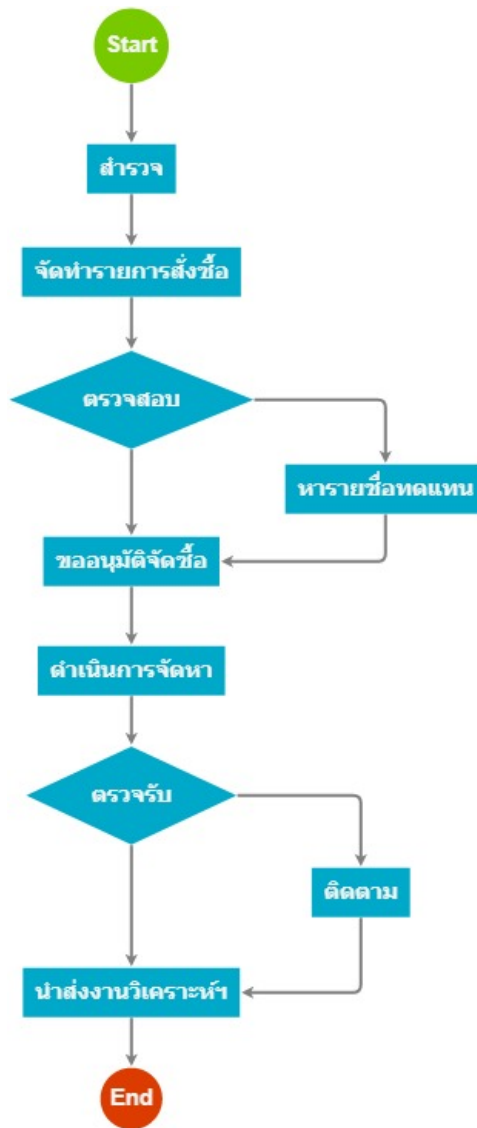 Start
สำรวจ
จัดทำรายการสั่งซื้อ
ตรวจสอบ
หารายชื่อทดแทน
ขออนุมัติจัดซื้อ
ดำเนินการจัดหา
ตรวจรับ
ติดตาม
นำส่งงานวิเคราะห์ฯ
End